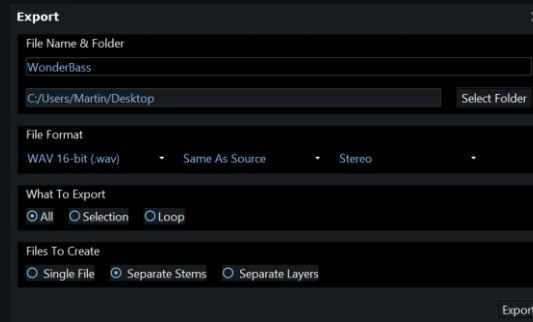 Export
File Name & Folder
WonderBass
C:/Users/Martin/Desktop Select Folder
File Format
WAV 16-bit (.wav) Same As Source Stereo
What To Export
All Selection Loop
Files To Create
Single File Separate Stems Separate Layers
Export